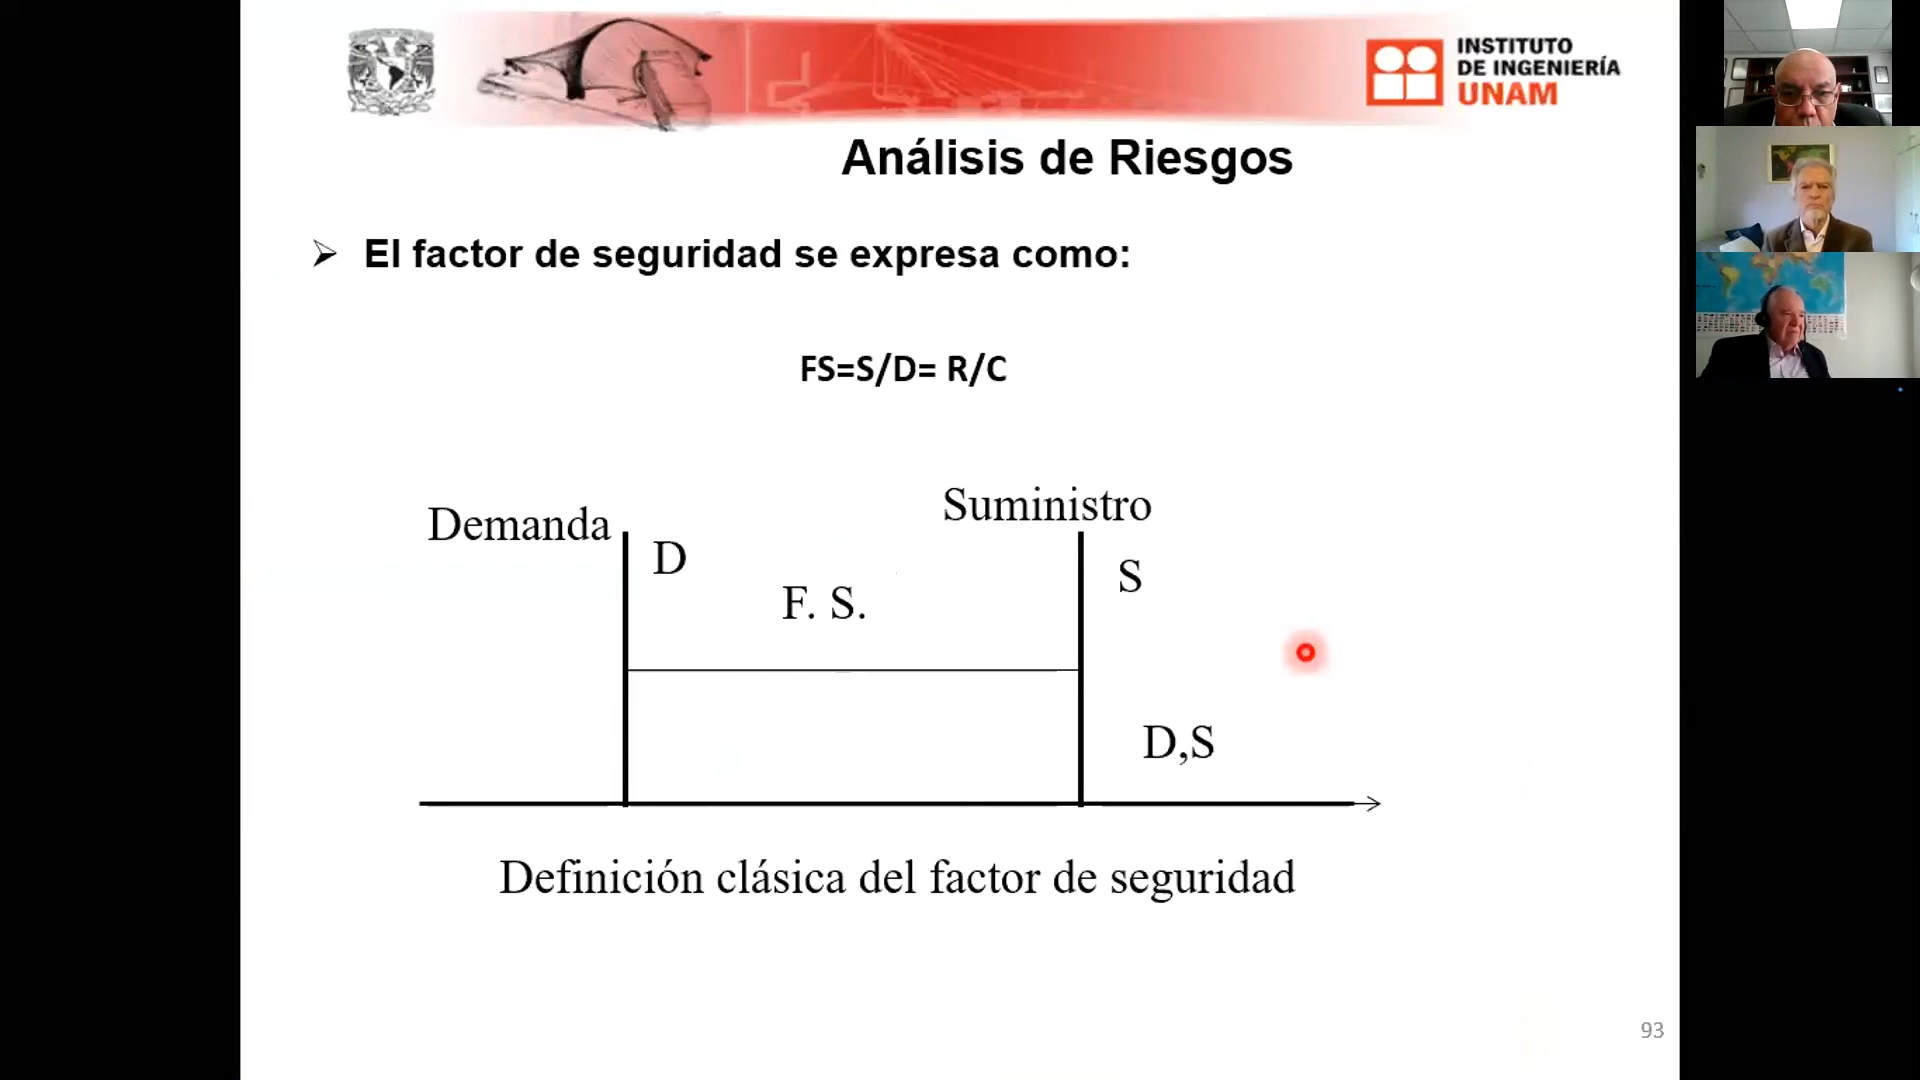 INSTITUTO
DE INGENIERÍA
UNAM
Análisis de Riesgos
El factor de seguridad se expresa como:
FS=S/D= R/C
Demanda
Suministro
D
F. S.
S
D,S
Definición clásica del factor de seguridad
93